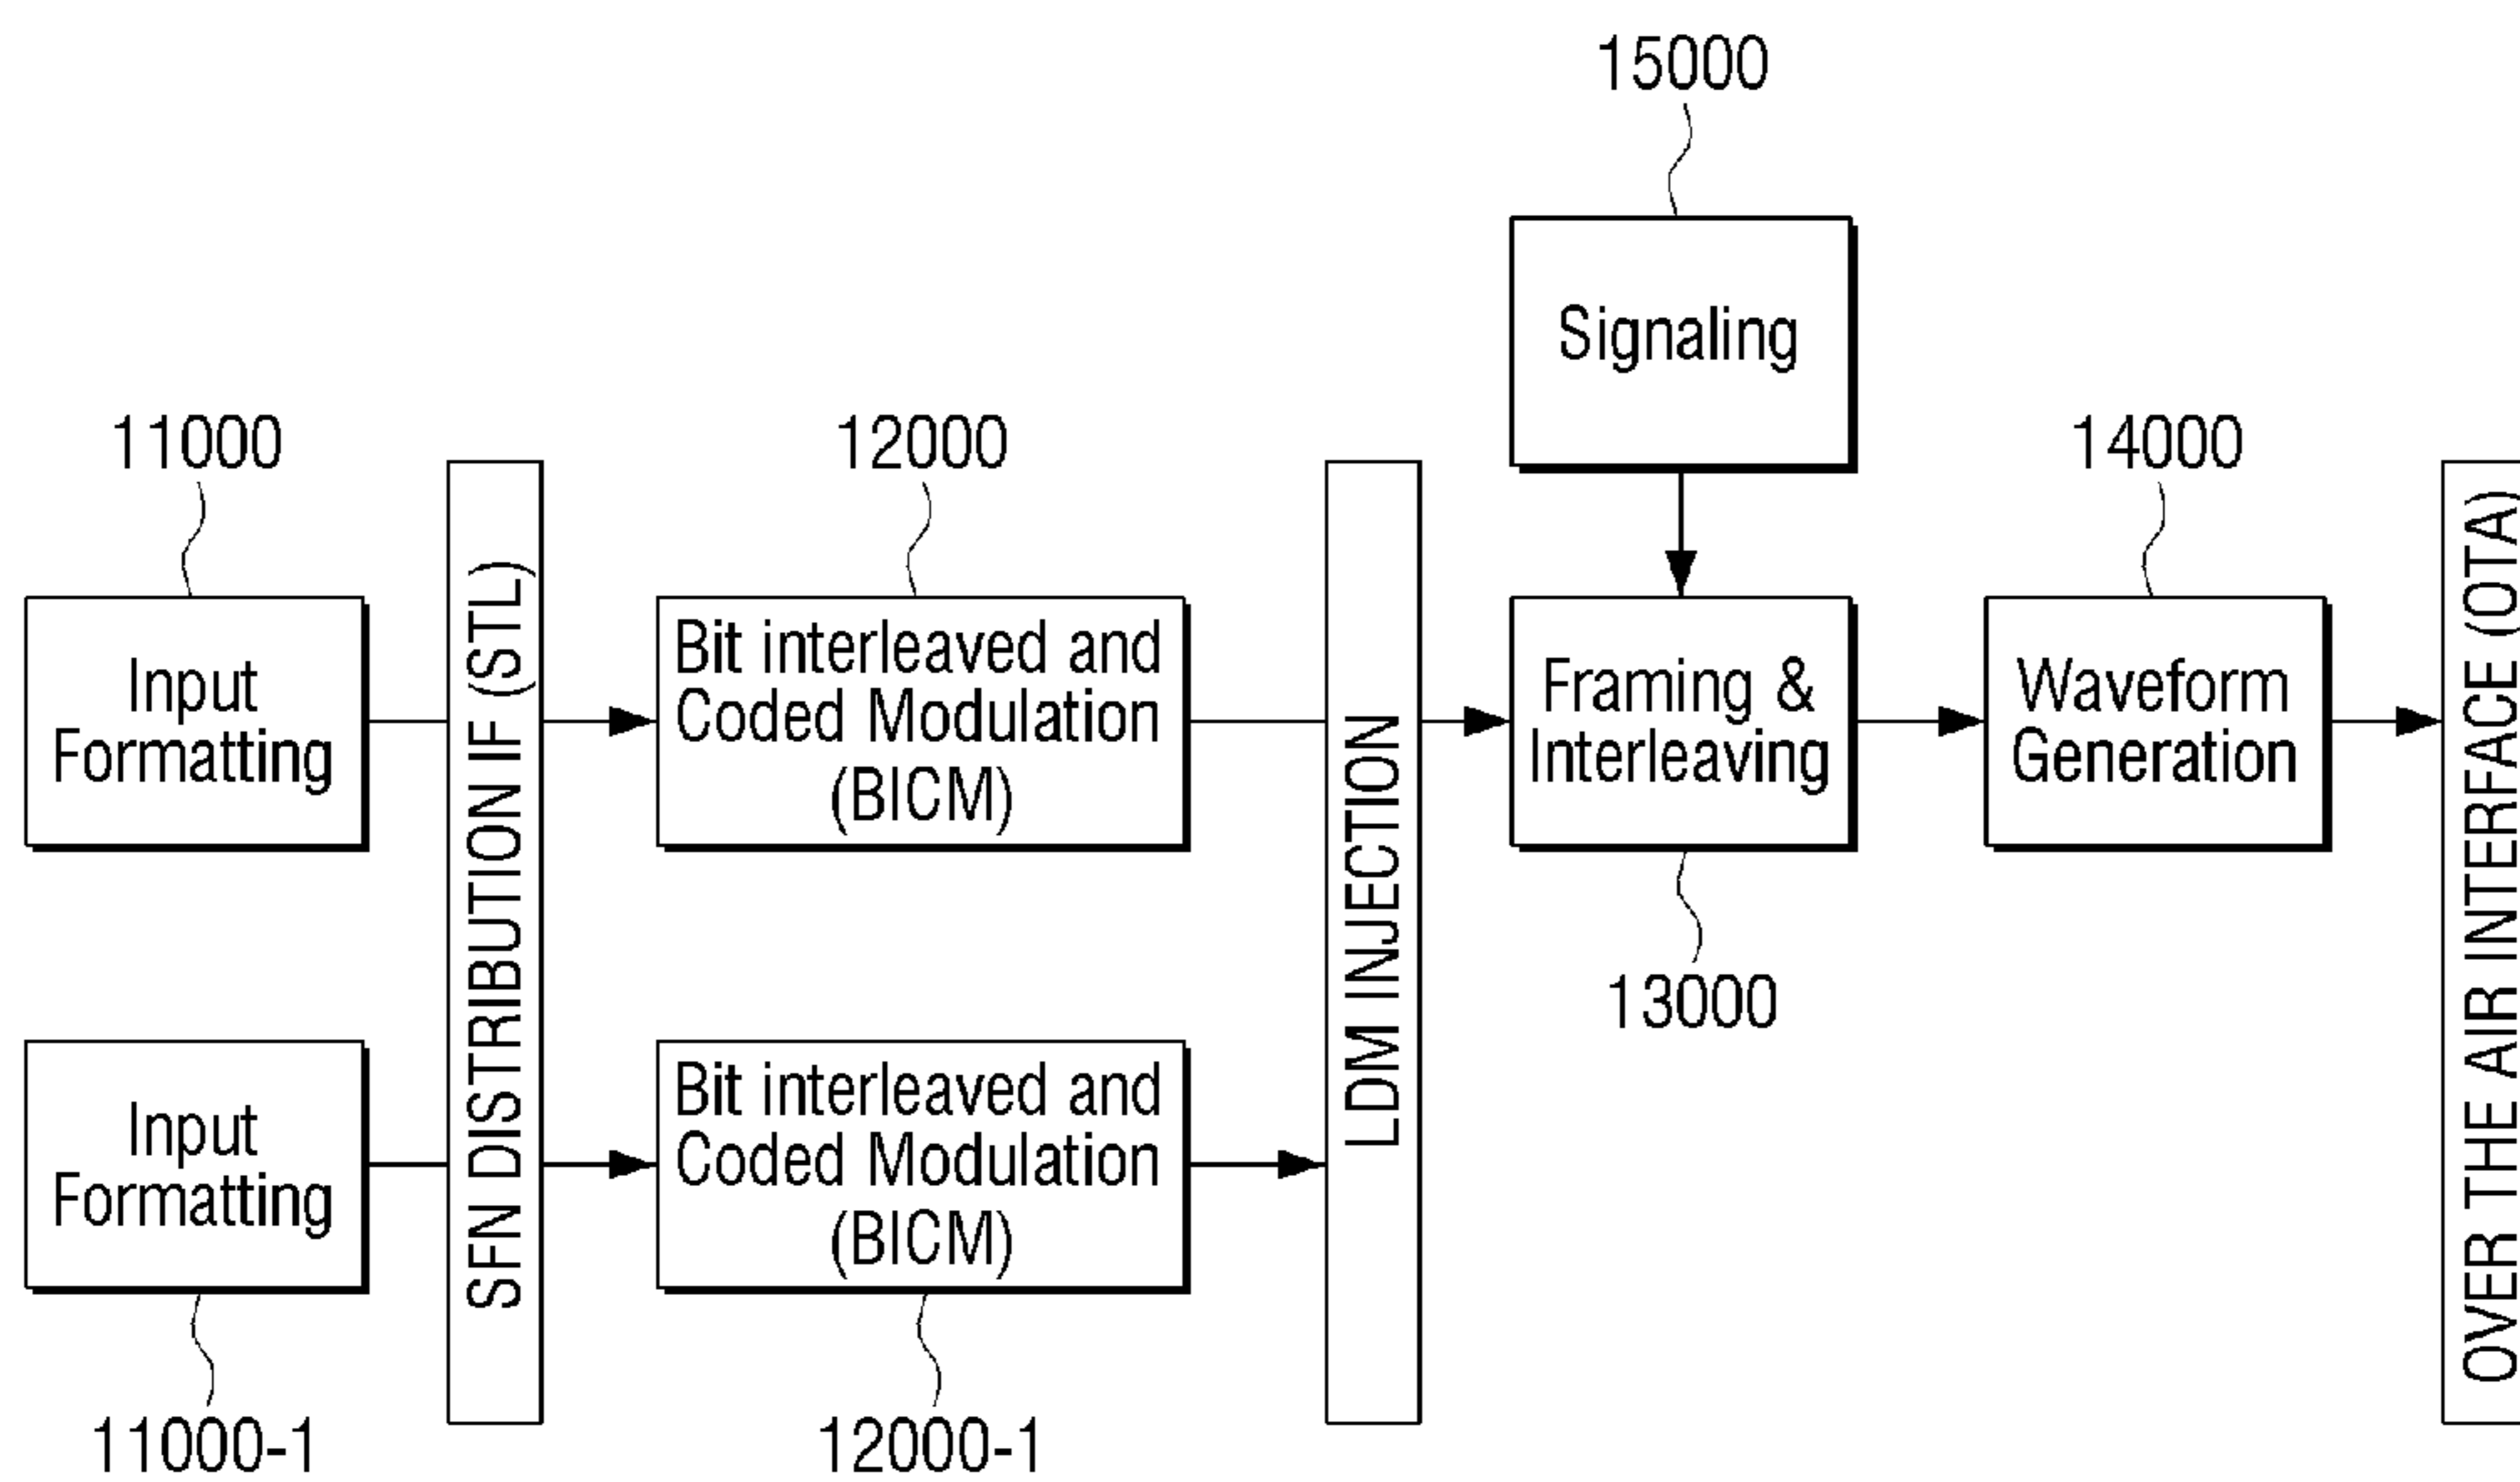 15000
Signaling
11000
12000
14000
Input
Formatting
SFN DISTRIBUTION IF (STL)
Bit interleaved and
Coded Modulation
(BICM)
LDM INJECTION
Framing &
Interleaving
Waveform
Generation
OVER THE AIR INTERFACE (OTA)
13000
Input
Formatting
Bit interleaved and
Coded Modulation
(BICM)
11000-1
12000-1